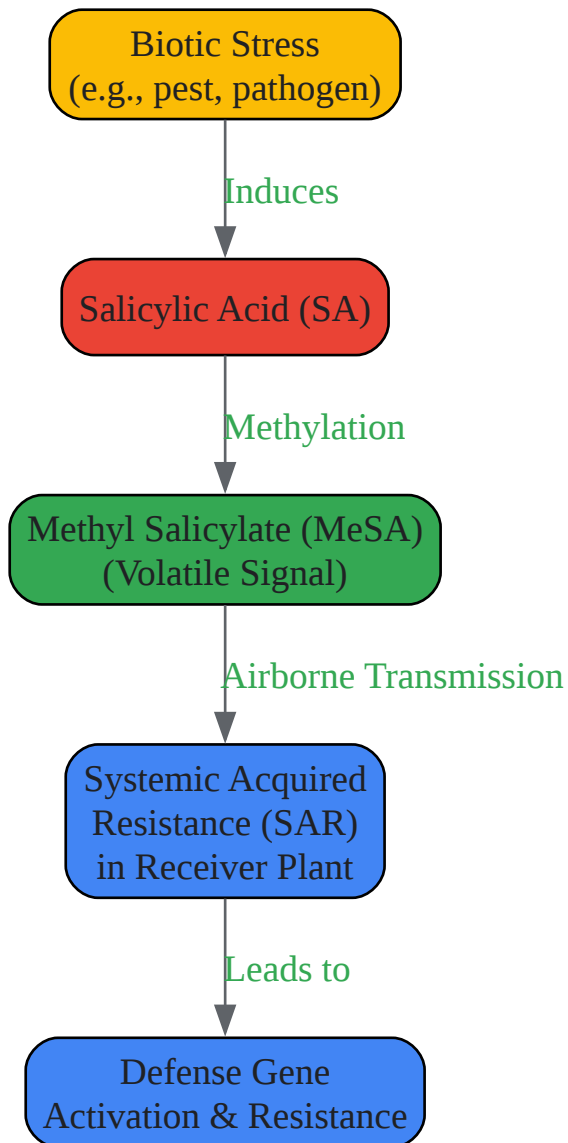 Biotic Stress
(e.g., pest, pathogen)
Induces
Salicylic Acid (SA)
Methylation
Methyl Salicylate (MeSA)
(Volatile Signal)
Airborne Transmission
Systemic Acquired
Resistance (SAR)
in Receiver Plant
Leads to
Defense Gene
Activation & Resistance